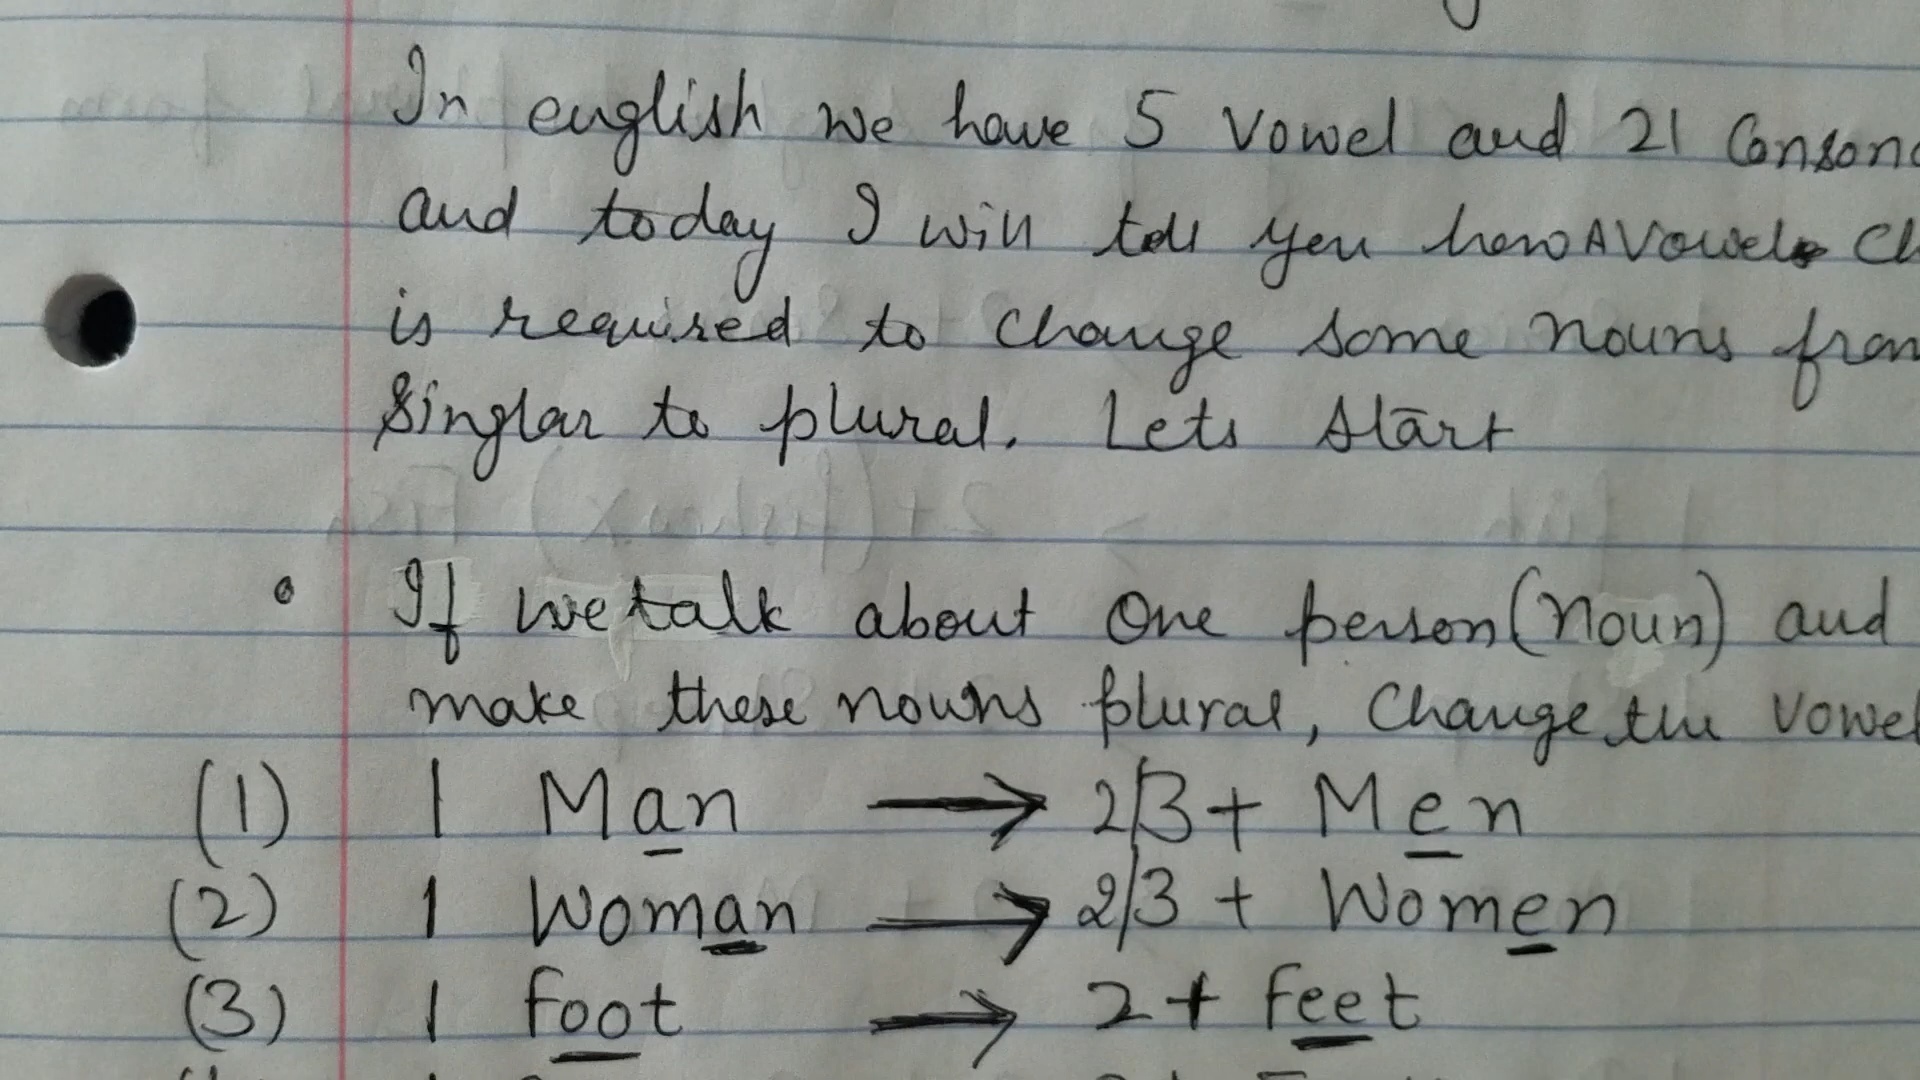 In english we have 5 Vowel and 21 Conson
and today I will tell you how A Vowel Ch
is required to change some nouns from
Singlar to plural. Lets Start
• If we talk about One person (noun) and
make these nouns plural, Change the Vowel
(1) 1 Man → 2/3 + Men
(2) 1 Woman → 2/3 + Women
(3) 1 foot → 2 + feet